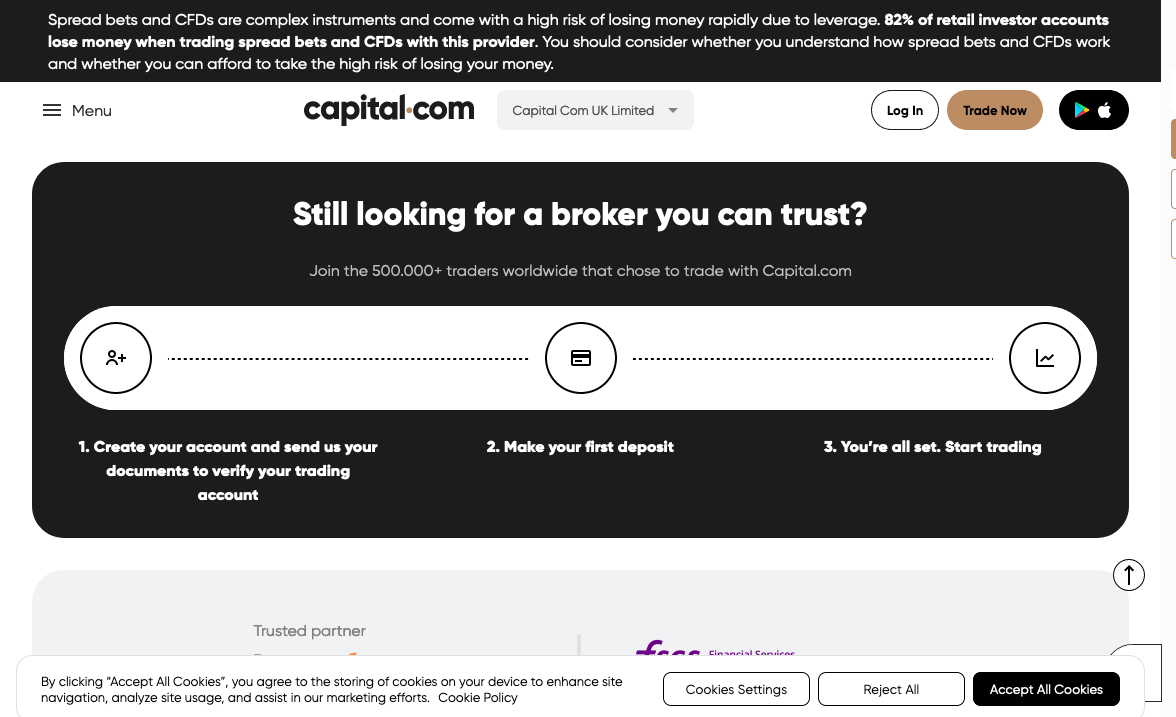 Spread bets and CFDs are complex instruments and come with a high risk of losing money rapidly due to leverage. 82% of retail investor accounts
lose money when trading spread bets and CFDs with this provider. You should consider whether you understand how spread bets and CFDs work
and whether you can afford to take the high risk of losing your money.
Menu
capital.com
Capital Com UK Limited
Log In
Trade Now
Still looking for a broker you can trust?
Join the 500.000+ traders worldwide that chose to trade with Capital.com
1. Create your account and send us your
documents to verify your trading
account
2. Make your first deposit
3. You're all set. Start trading
Trusted partner
fscs Financial Services
By clicking “Accept All Cookies”, you agree to the storing of cookies on your device to enhance site
navigation, analyze site usage, and assist in our marketing efforts. Cookie Policy
Cookies Settings
Reject All
Accept All Cookies